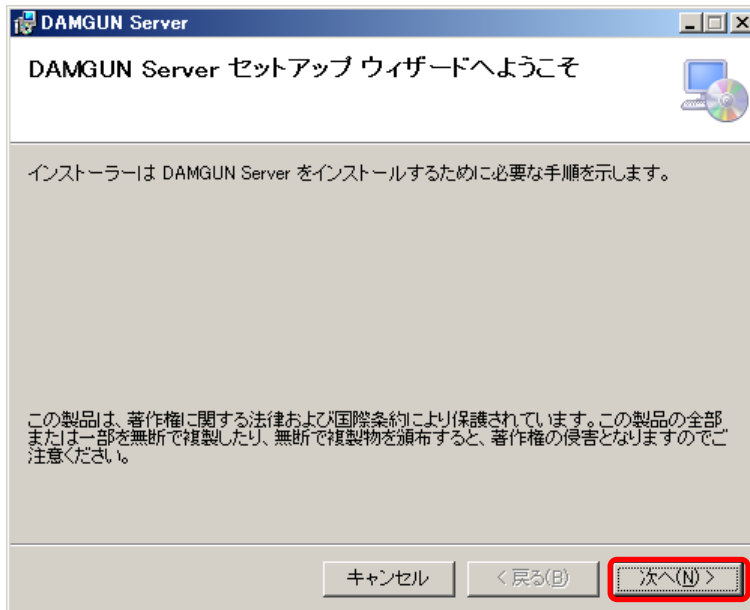 DAMGUN Server
DAMGUN Server セットアップ ウィザードへようこそ
インストーラーは DAMGUN Server をインストールするために必要な手順を示します。
この製品は、著作権に関する法律および国際条約により保護されています。この製品の全部
または一部を無断で複製したり、無断で複製物を頒布すると、著作権の侵害となりますのでご
注意ください。
キャンセル < 戻る(B) 次へ(N) >